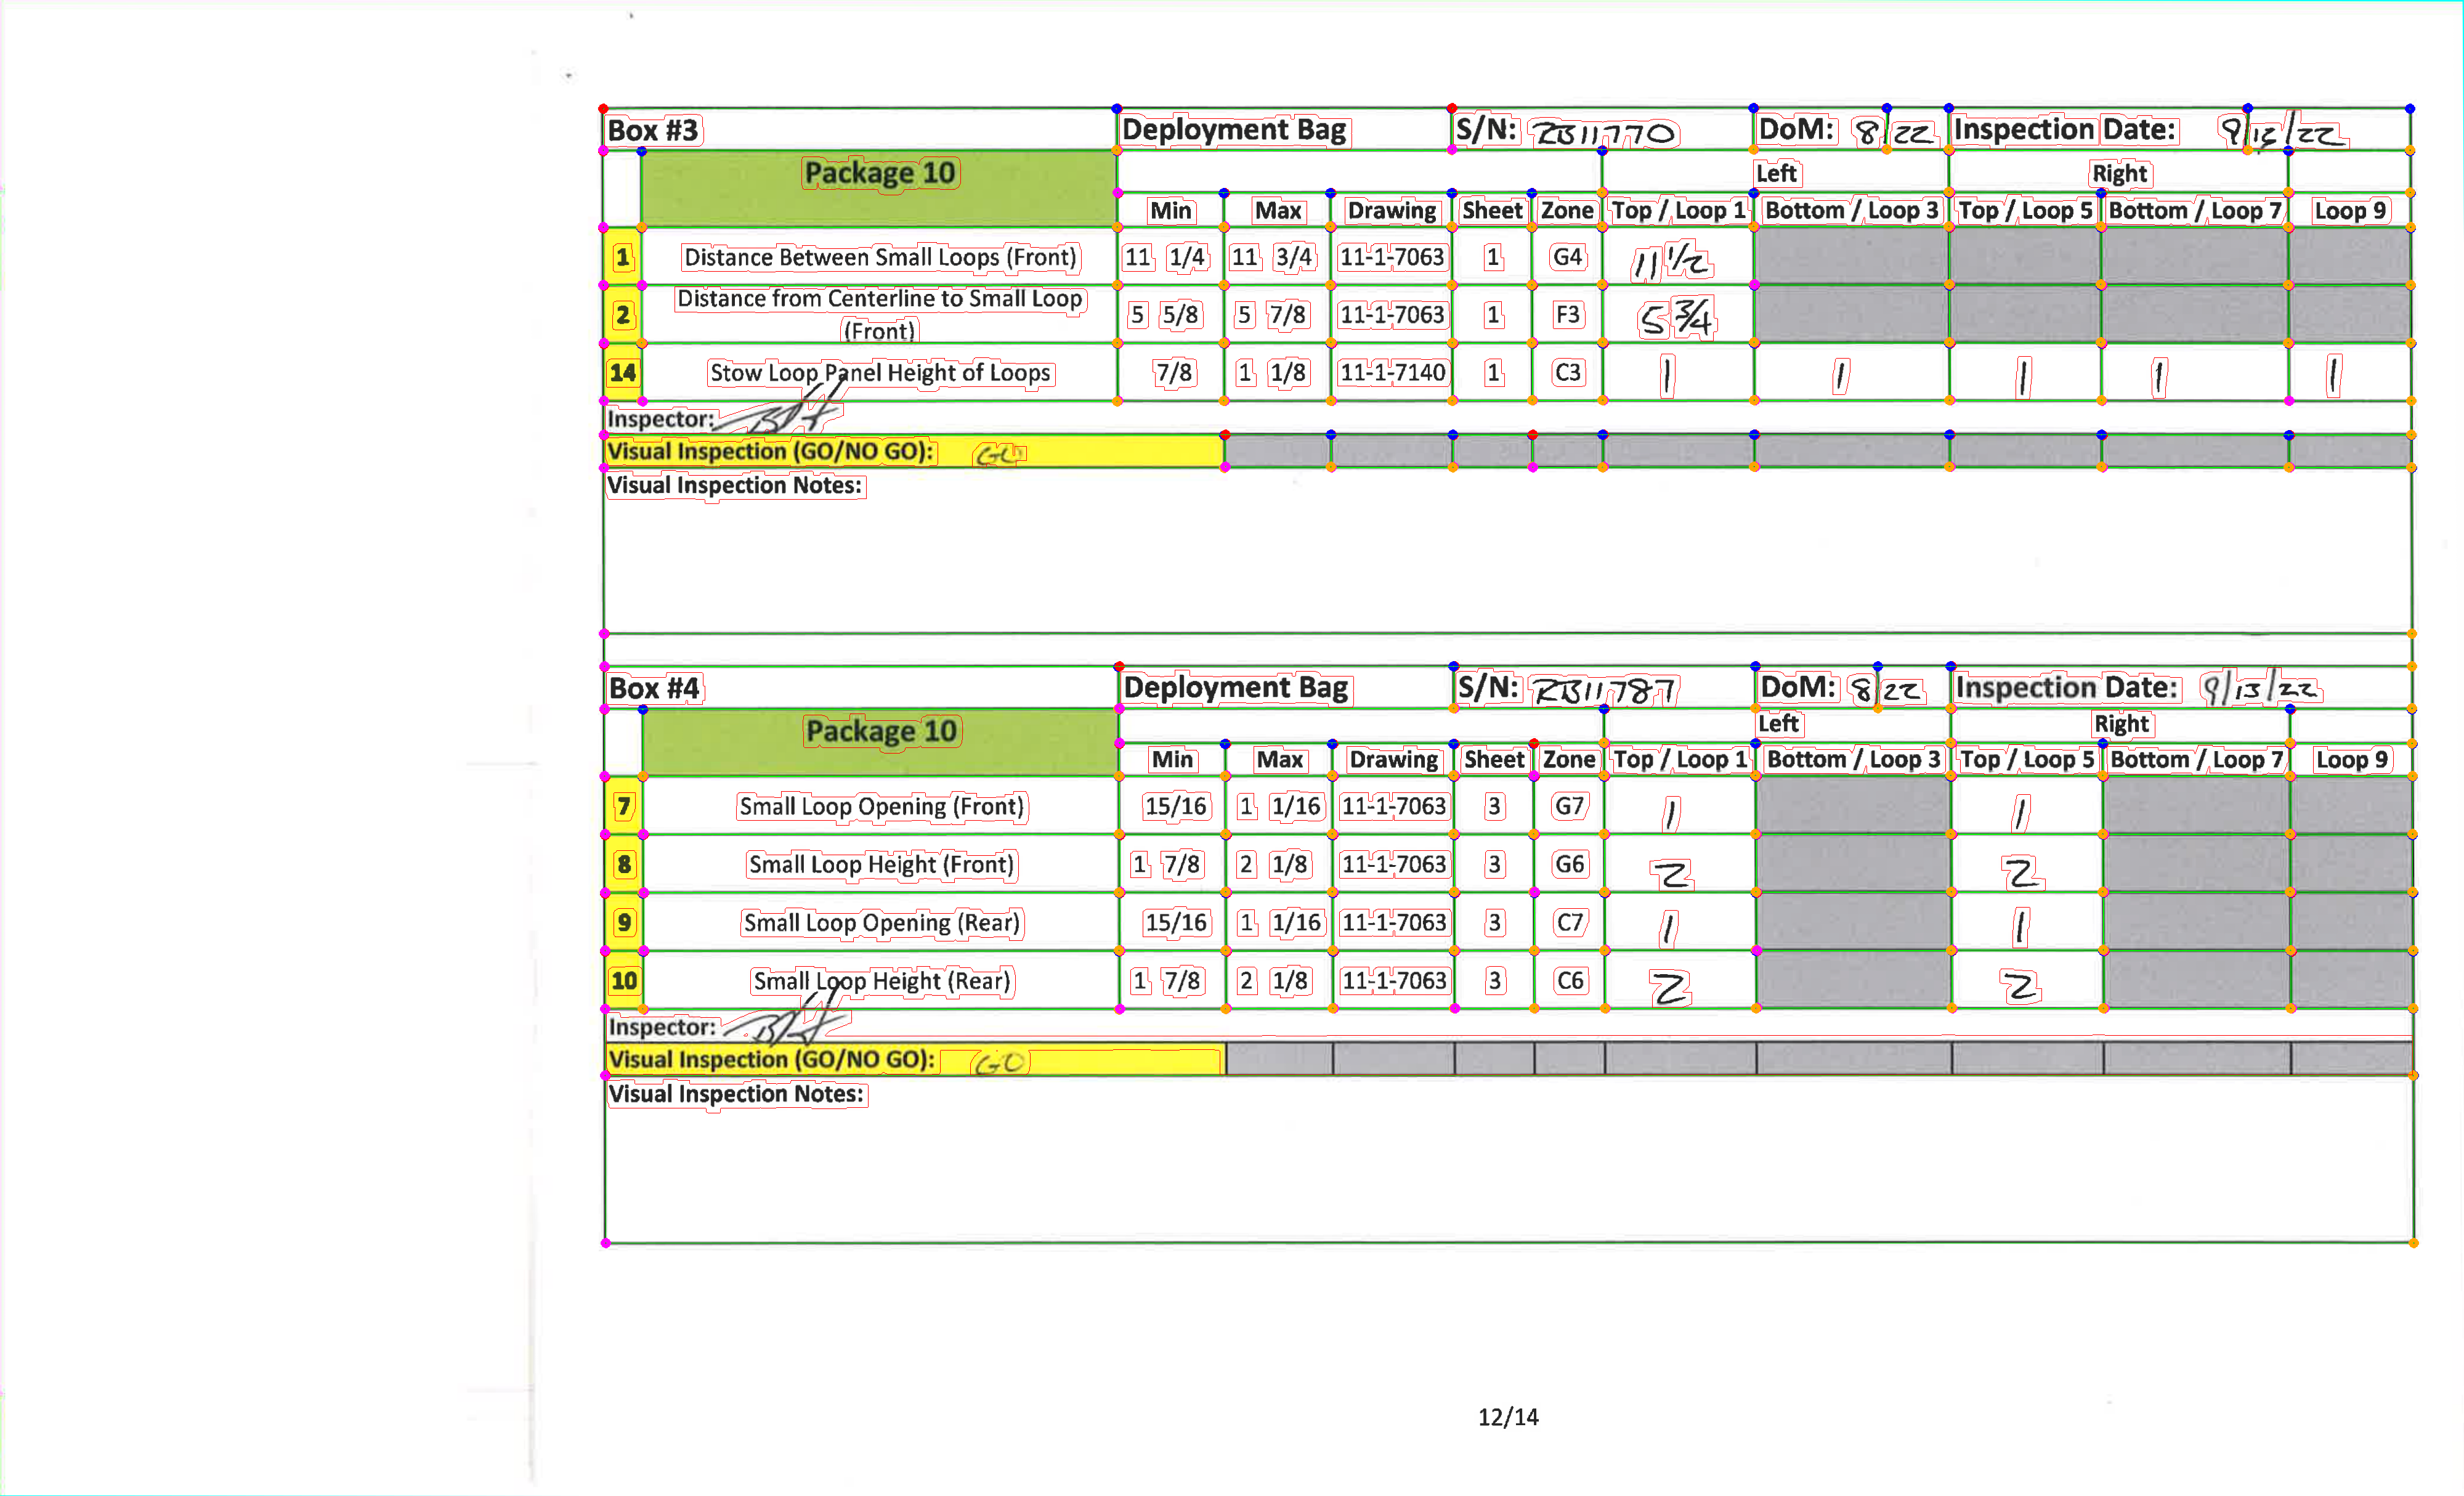 Box #3 Deployment Bag S/N: RB11770 DoM: 8/22 Inspection Date: 9/13/22
Package 10 Left Right
Min Max Drawing Sheet Zone Top / Loop 1 Bottom / Loop 3 Top / Loop 5 Bottom / Loop 7 Loop 9
1 Distance Between Small Loops (Front) 11 1/4 11 3/4 11-1-7063 1 G4 11 1/2
2 Distance from Centerline to Small Loop (Front) 5 5/8 5 7/8 11-1-7063 1 F3 5 3/4
14 Stow Loop Panel Height of Loops 7/8 1 1/8 11-1-7140 1 C3 1 1 1 1 1
Inspector:
Visual Inspection (GO/NO GO): GO
Visual Inspection Notes:
Box #4 Deployment Bag S/N: RB11787 DoM: 8/22 Inspection Date: 9/13/22
Package 10 Left Right
Min Max Drawing Sheet Zone Top / Loop 1 Bottom / Loop 3 Top / Loop 5 Bottom / Loop 7 Loop 9
7 Small Loop Opening (Front) 15/16 1 1/16 11-1-7063 3 G7 1 1
8 Small Loop Height (Front) 1 7/8 2 1/8 11-1-7063 3 G6 2 2
9 Small Loop Opening (Rear) 15/16 1 1/16 11-1-7063 3 C7 1 1
10 Small Loop Height (Rear) 1 7/8 2 1/8 11-1-7063 3 C6 2 2
Inspector:
Visual Inspection (GO/NO GO): GO
Visual Inspection Notes:
12/14